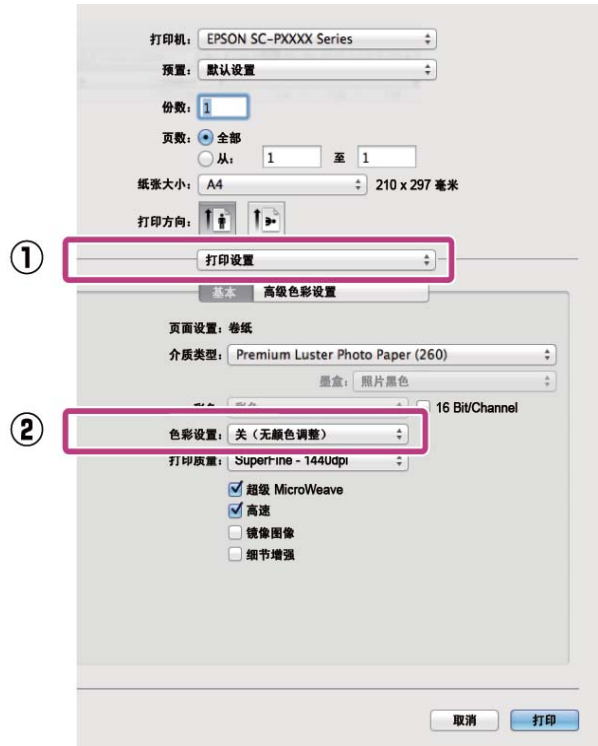 打印机: EPSON SC-PXXXX Series
预置: 默认设置
份数: 1
页数: 全部
从: 1 至 1
纸张大小: A4 210 x 297 毫米
打印方向:
① 打印设置
基本 高级色彩设置
页面设置: 卷纸
介质类型: Premium Luster Photo Paper (260)
墨盒: 照片黑色
彩色: 彩色 16 Bit/Channel
② 色彩设置: 关（无颜色调整）
打印质量: SuperFine - 1440dpi
超级 MicroWeave
高速
镜像图像
细节增强
取消 打印